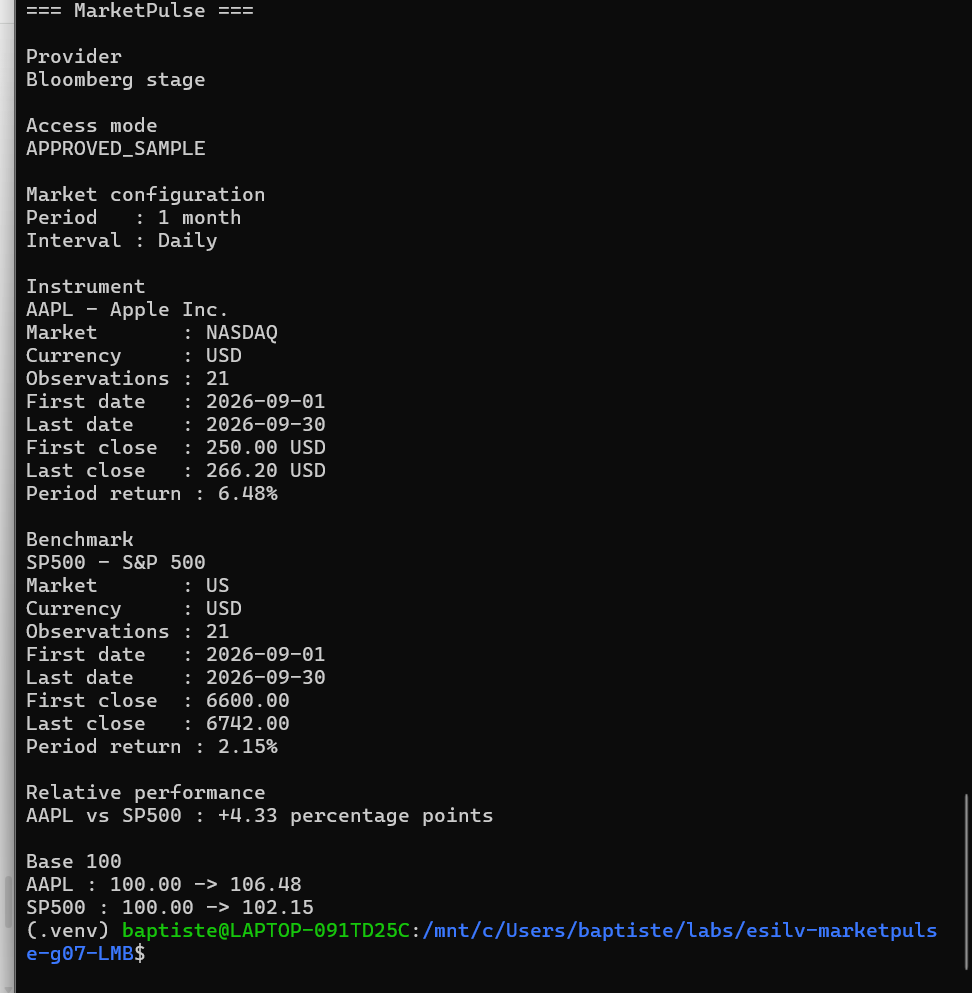 === MarketPulse ===
Provider
Bloomberg stage
Access mode
APPROVED_SAMPLE
Market configuration
Period   : 1 month
Interval : Daily
Instrument
AAPL - Apple Inc.
Market       : NASDAQ
Currency     : USD
Observations : 21
First date   : 2026-09-01
Last date    : 2026-09-30
First close  : 250.00 USD
Last close   : 266.20 USD
Period return : 6.48%
Benchmark
SP500 - S&P 500
Market       : US
Currency     : USD
Observations : 21
First date   : 2026-09-01
Last date    : 2026-09-30
First close  : 6600.00
Last close   : 6742.00
Period return : 2.15%
Relative performance
AAPL vs SP500 : +4.33 percentage points
Base 100
AAPL : 100.00 -> 106.48
SP500 : 100.00 -> 102.15
(.venv) baptiste@LAPTOP-091TD25C:/mnt/c/Users/baptiste/labs/esilv-marketpuls
e-g07-LMB$